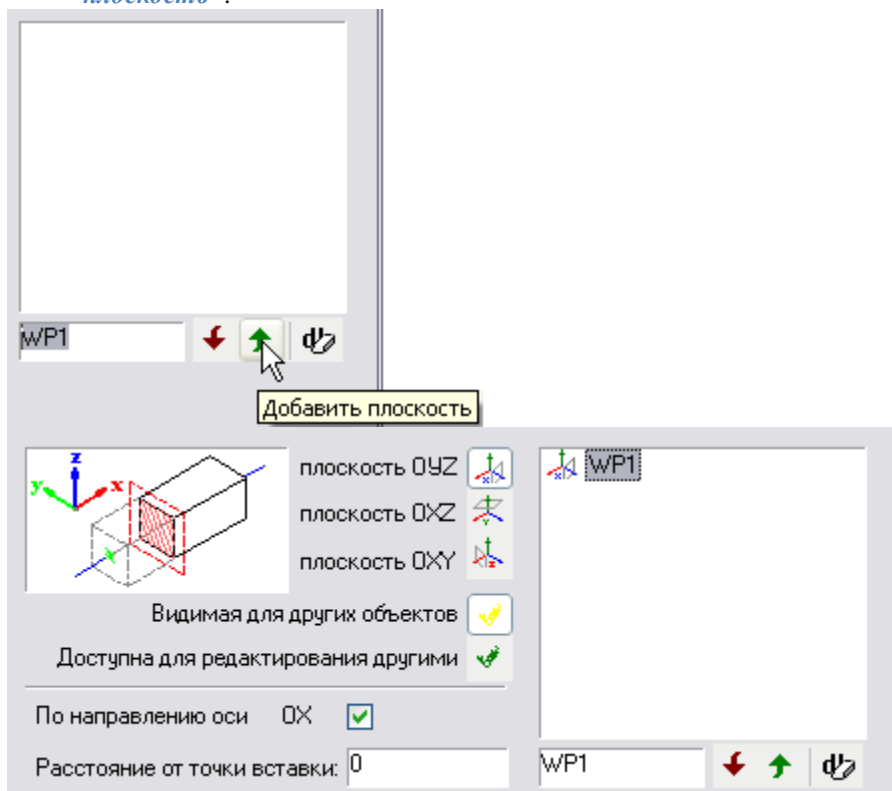 плоскость".
WP1
Добавить плоскость
z
y
x
плоскость OYZ
WP1
плоскость OXZ
плоскость OXY
Видимая для других объектов
Доступна для редактирования другими
По направлению оси OX
Расстояние от точки вставки: 0
WP1